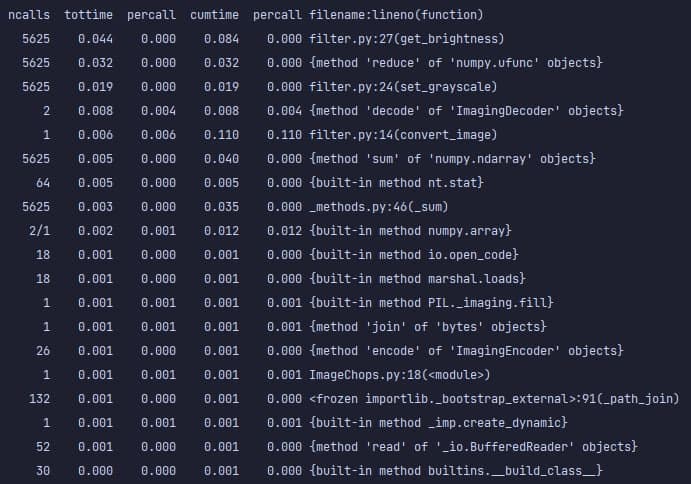 ncalls tottime percall cumtime percall filename:lineno(function)
5625 0.044 0.000 0.084 0.000 filter.py:27(get_brightness)
5625 0.032 0.000 0.032 0.000 {method 'reduce' of 'numpy.ufunc' objects}
5625 0.019 0.000 0.019 0.000 filter.py:24(set_grayscale)
2 0.008 0.004 0.008 0.004 {method 'decode' of 'ImagingDecoder' objects}
1 0.006 0.006 0.110 0.110 filter.py:14(convert_image)
5625 0.005 0.000 0.040 0.000 {method 'sum' of 'numpy.ndarray' objects}
64 0.005 0.000 0.005 0.000 {built-in method nt.stat}
5625 0.003 0.000 0.035 0.000 _methods.py:46(_sum)
2/1 0.002 0.001 0.012 0.012 {built-in method numpy.array}
18 0.001 0.000 0.001 0.000 {built-in method io.open_code}
18 0.001 0.000 0.001 0.000 {built-in method marshal.loads}
1 0.001 0.001 0.001 0.001 {built-in method PIL._imaging.fill}
1 0.001 0.001 0.001 0.001 {method 'join' of 'bytes' objects}
26 0.001 0.000 0.001 0.000 {method 'encode' of 'ImagingEncoder' objects}
1 0.001 0.001 0.001 0.001 ImageChops.py:18(<module>)
132 0.001 0.000 0.001 0.000 <frozen importlib._bootstrap_external>:91(_path_join)
1 0.001 0.001 0.001 0.001 {built-in method _imp.create_dynamic}
52 0.001 0.000 0.001 0.000 {method 'read' of '_io.BufferedReader' objects}
30 0.000 0.000 0.001 0.000 {built-in method builtins.__build_class__}